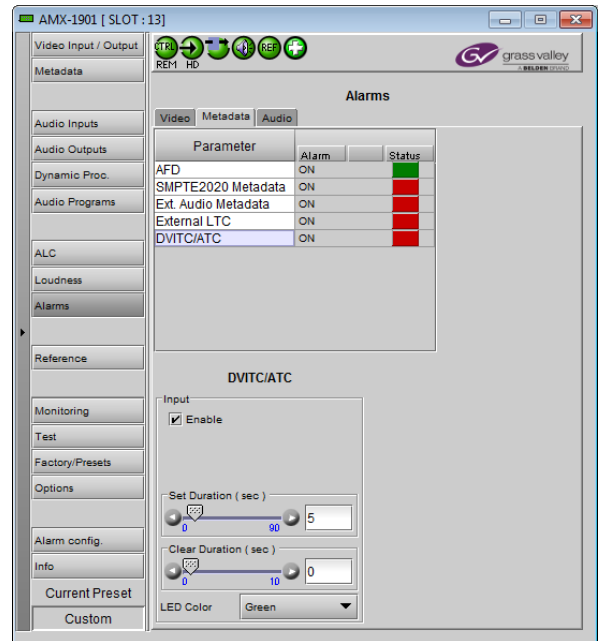 AMX-1901 [ SLOT : 13]
Video Input / Output
Metadata
Audio Inputs
Audio Outputs
Dynamic Proc.
Audio Programs
ALC
Loudness
Alarms
Reference
Monitoring
Test
Factory/Presets
Options
Alarm config.
Info
Current Preset
Custom
CTRL REF
REM HD
GV grass valley
A BELDEN BRAND
Alarms
Video Metadata Audio
Parameter Alarm Status
AFD ON
SMPTE2020 Metadata ON
Ext. Audio Metadata ON
External LTC ON
DVITC/ATC ON
DVITC/ATC
Input
Enable
Set Duration ( sec )
0 90 5
Clear Duration ( sec )
0 10 0
LED Color Green